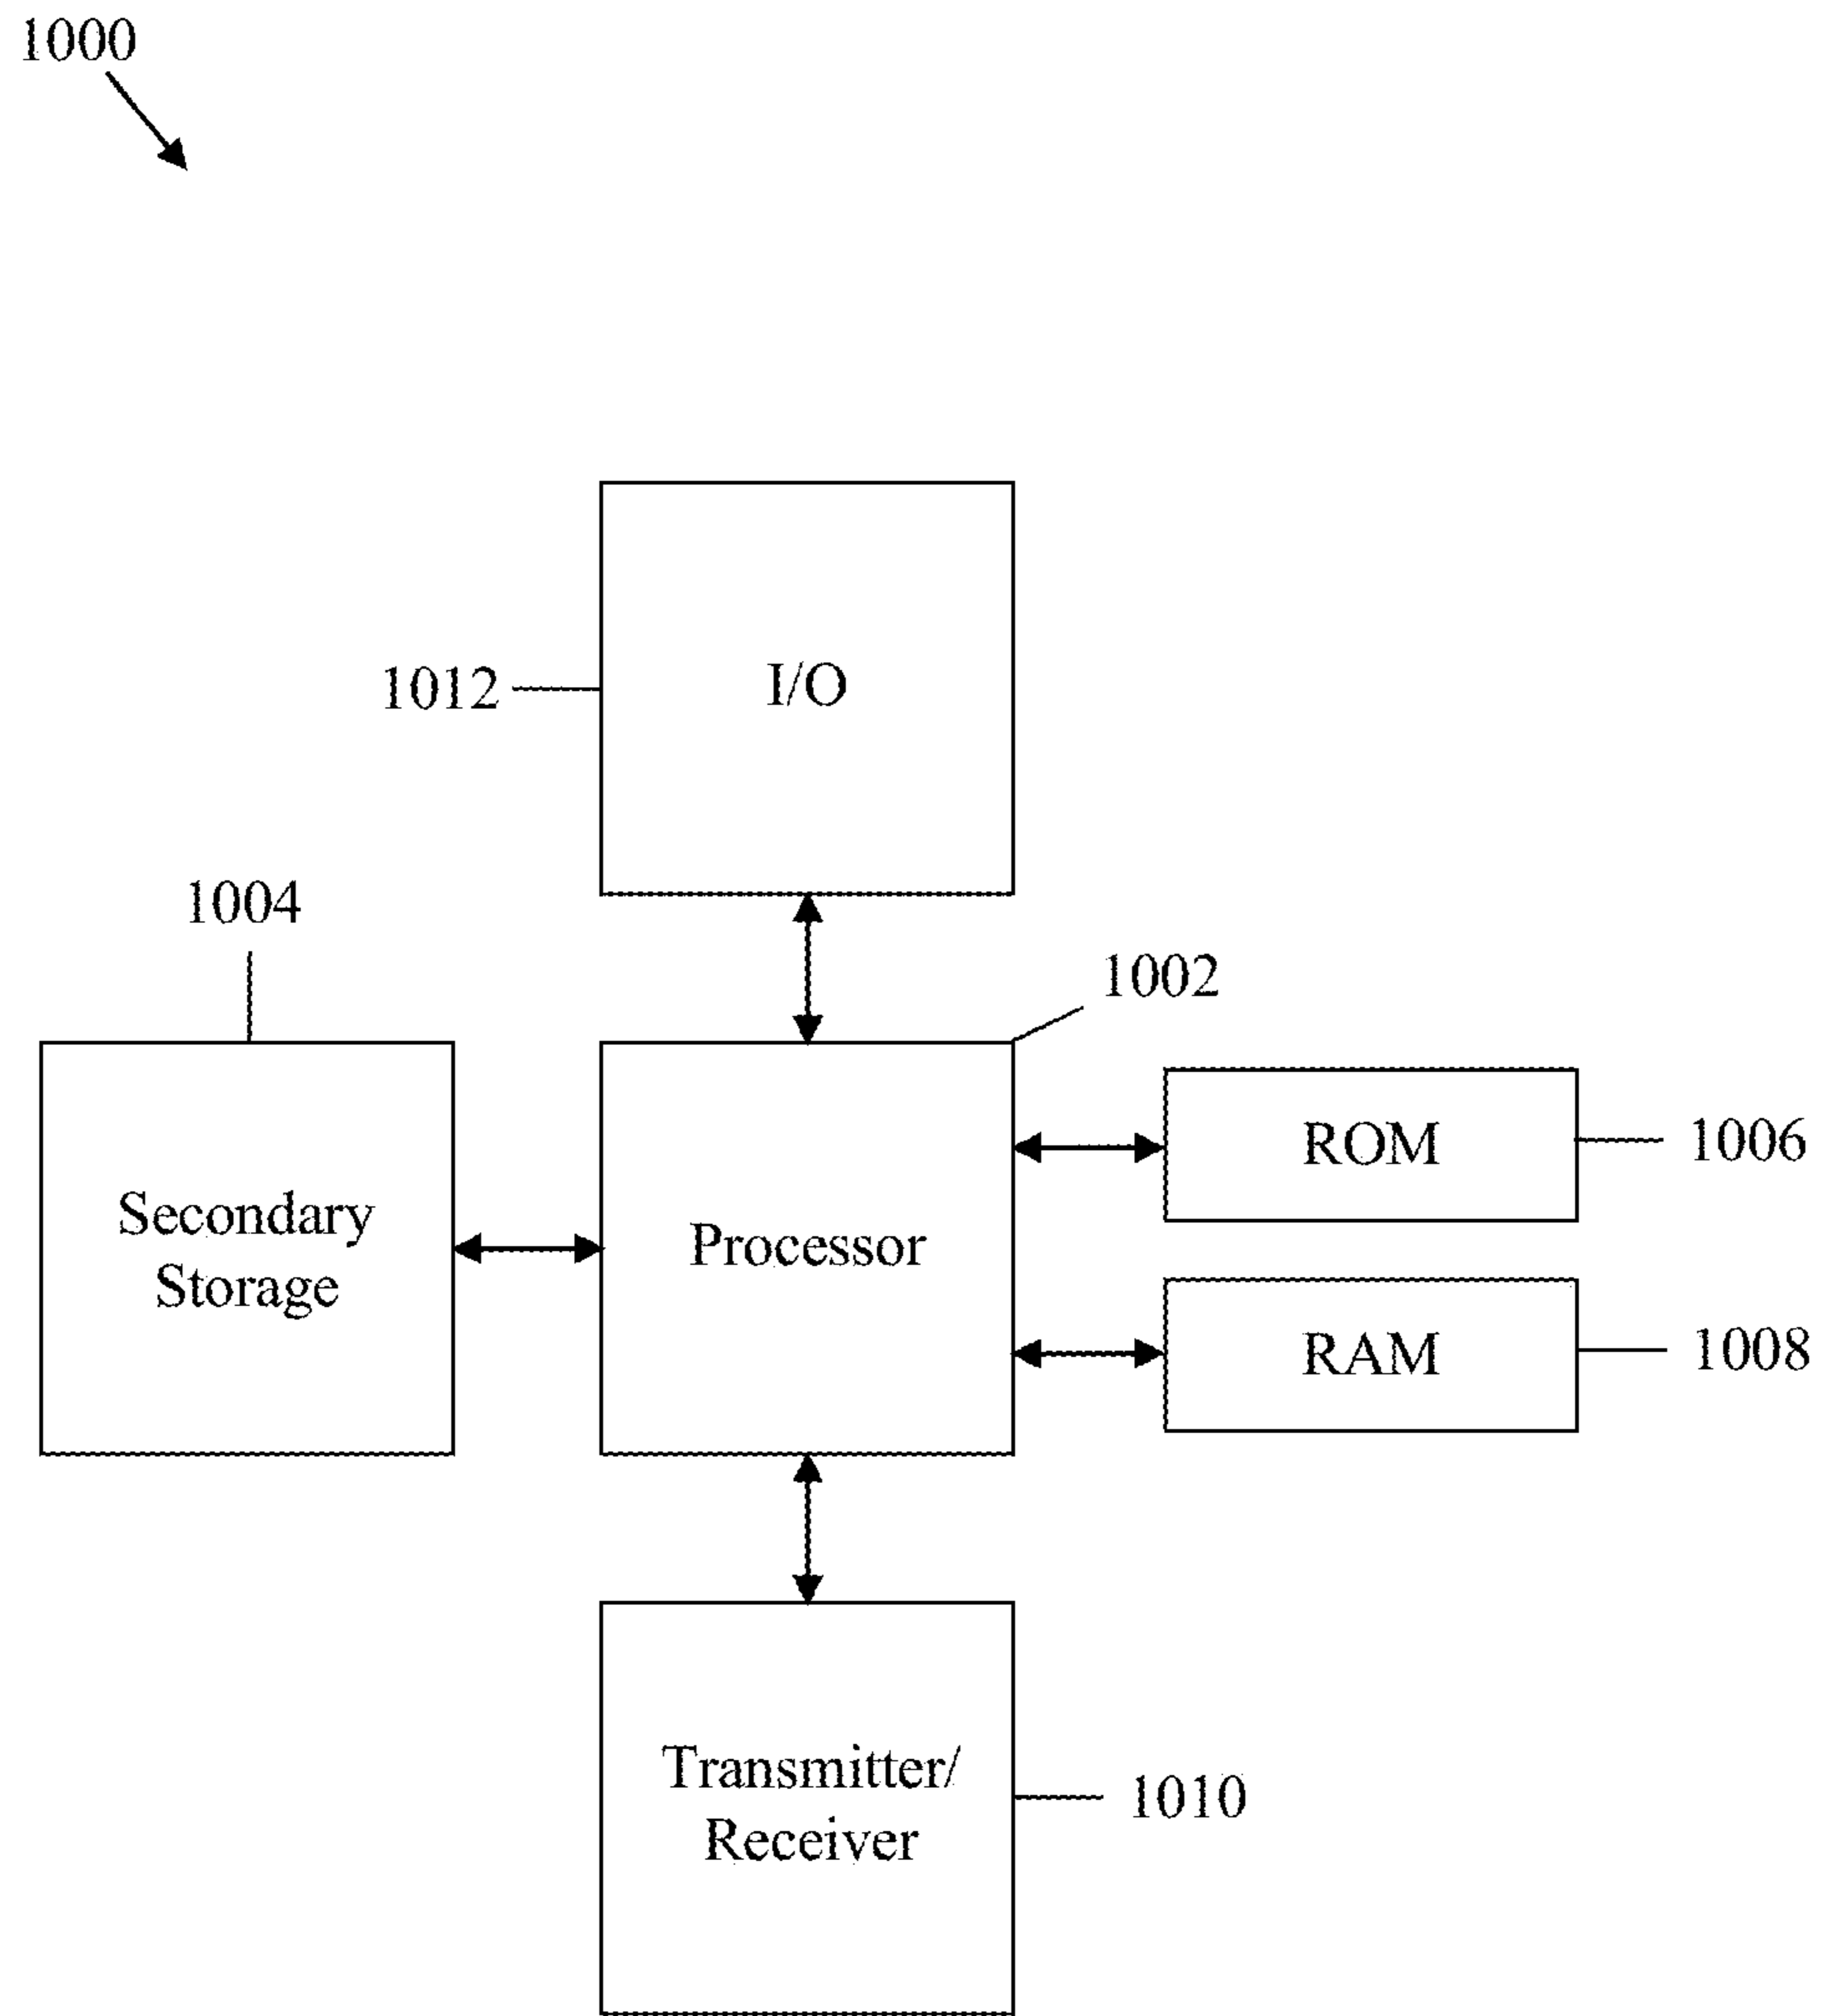 1000
I/O
1012
1004
1002
ROM
1006
Secondary
Storage
Processor
RAM
1008
Transmitter/
Receiver
1010